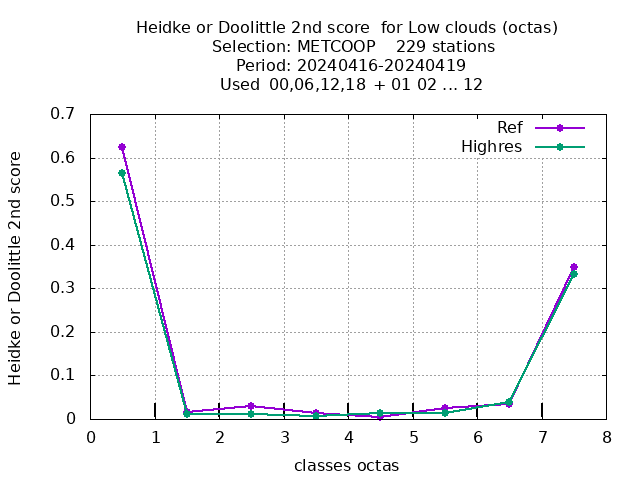 Heidke or Doolittle 2nd score  for Low clouds (octas)
Selection: METCOOP    229 stations
Period: 20240416-20240419
Used  00,06,12,18  + 01 02 ... 12
Ref
Highres
Heidke or Doolittle 2nd score
0.7
0.6
0.5
0.4
0.3
0.2
0.1
0
0 1 2 3 4 5 6 7 8
classes octas